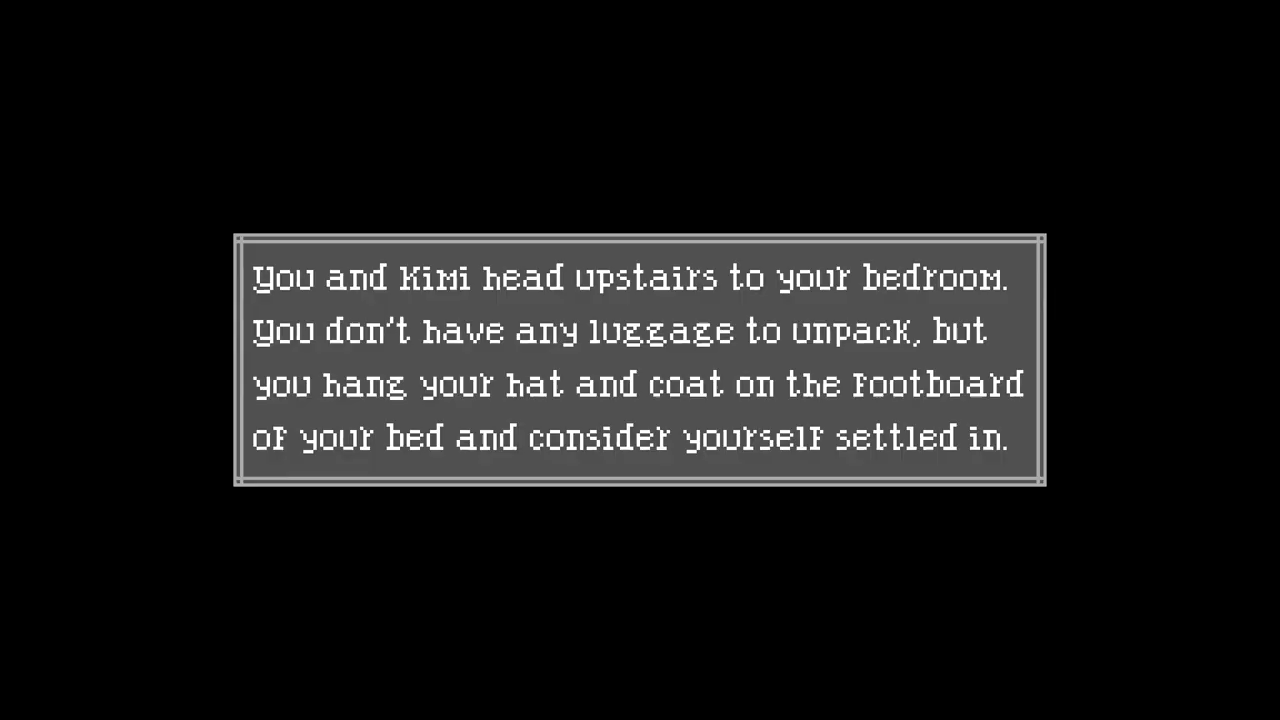 You and Kimi head upstairs to your bedroom.
You don't have any luggage to unpack, but
you hang your hat and coat on the footboard
of your bed and consider yourself settled in.